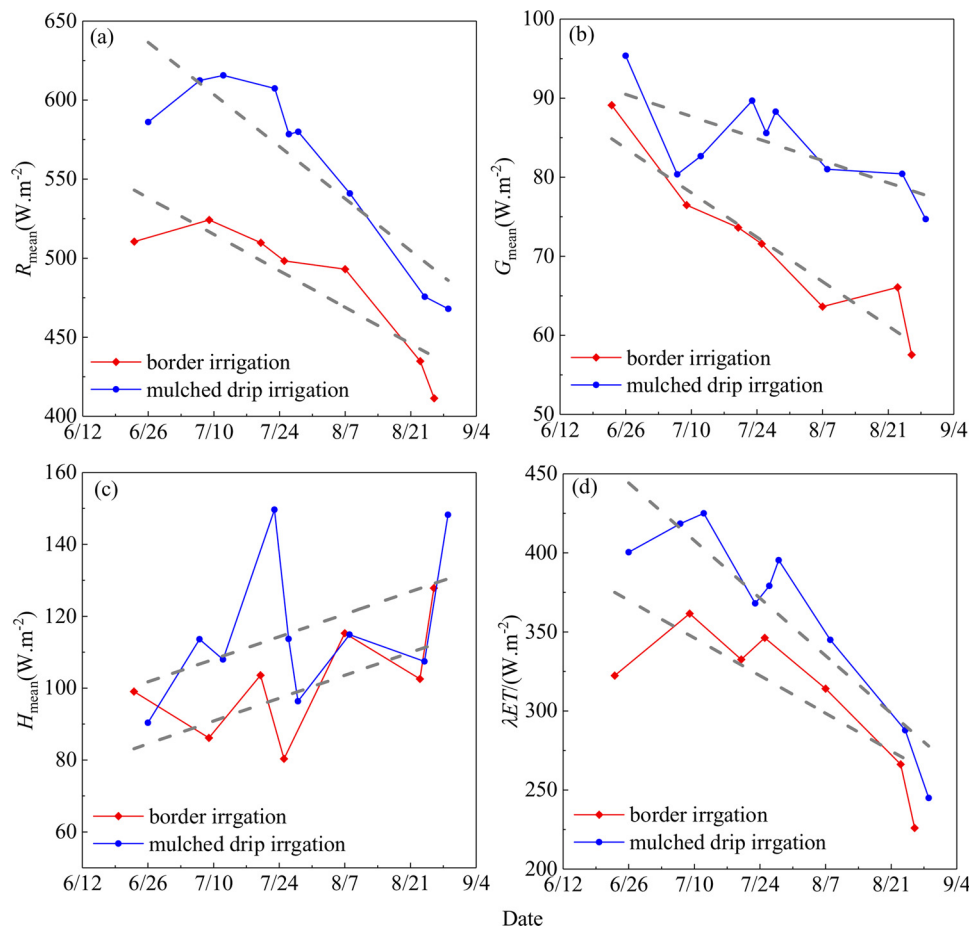 (a)
650
600
550
500
450
400
R_mean(W.m⁻²)
border irrigation
mulched drip irrigation
6/12 6/26 7/10 7/24 8/7 8/21 9/4
(b)
100
90
80
70
60
50
G_mean(W.m⁻²)
border irrigation
mulched drip irrgation
6/12 6/26 7/10 7/24 8/7 8/21 9/4
(c)
160
140
120
100
80
60
H_mean(W.m⁻²)
border irrgation
mulched drip irrigation
6/12 6/26 7/10 7/24 8/7 8/21 9/4
(d)
450
400
350
300
250
200
λET/(W.m⁻²)
border irrigation
mulched drip irrigation
6/12 6/26 7/10 7/24 8/7 8/21 9/4
Date